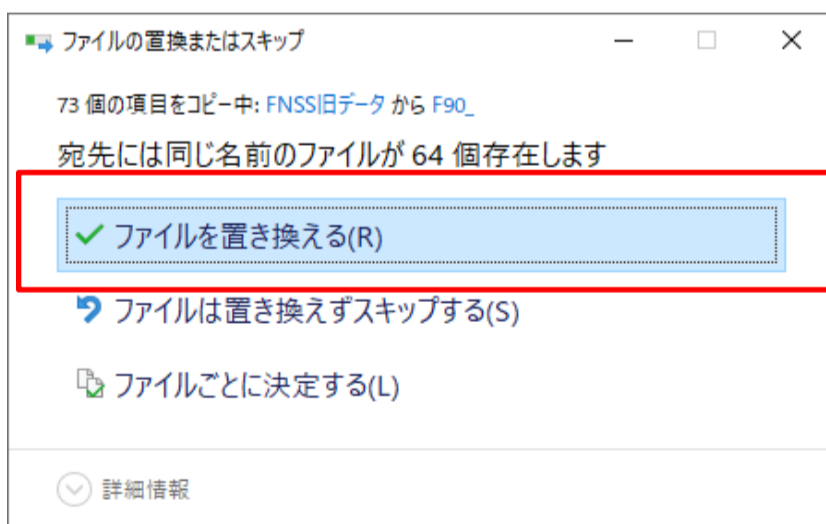 ファイルの置換またはスキップ
73 個の項目をコピー中: FNSS旧データ から F90_
宛先には同じ名前のファイルが 64 個存在します
ファイルを置き換える(R)
ファイルは置き換えずスキップする(S)
ファイルごとに決定する(L)
詳細情報